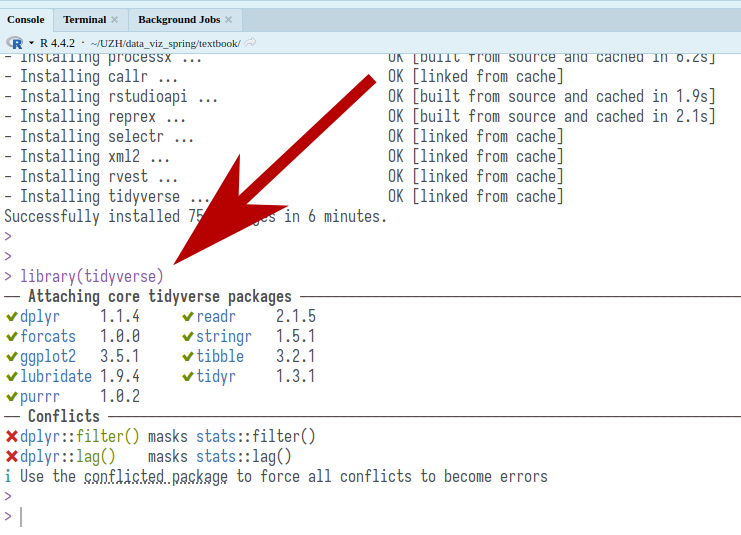 Console Terminal Background Jobs
R R 4.4.2 · ~/UZH/data_viz_spring/textbook/
- Installing processx ... OK [built from source and cached in 6.2s]
- Installing callr ... OK [linked from cache]
- Installing rstudioapi ... OK [built from source and cached in 1.9s]
- Installing reprex ... OK [built from source and cached in 2.1s]
- Installing selectr ... OK [linked from cache]
- Installing xml2 ... OK [linked from cache]
- Installing rvest ... OK [linked from cache]
- Installing tidyverse ... OK [linked from cache]
Successfully installed 75 in 6 minutes.
>
>
> library(tidyverse)
── Attaching core tidyverse packages ──
✔ dplyr 1.1.4 ✔ readr 2.1.5
✔ forcats 1.0.0 ✔ stringr 1.5.1
✔ ggplot2 3.5.1 ✔ tibble 3.2.1
✔ lubridate 1.9.4 ✔ tidyr 1.3.1
✔ purrr 1.0.2
── Conflicts ──
✖ dplyr::filter() masks stats::filter()
✖ dplyr::lag() masks stats::lag()
ℹ Use the conflicted package to force all conflicts to become errors
>
>